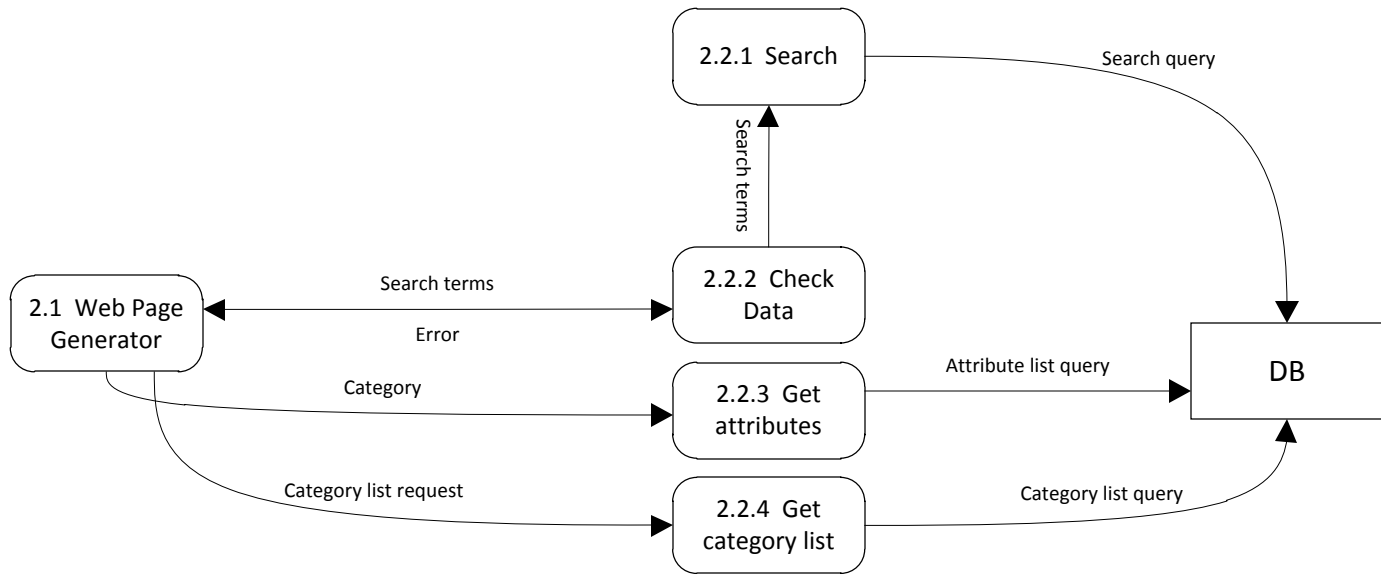 2.2.1 Search
Search query
Search terms
2.1 Web Page
Generator
Search terms
Error
2.2.2 Check
Data
Category
2.2.3 Get
attributes
Attribute list query
DB
Category list request
2.2.4 Get
category list
Category list query